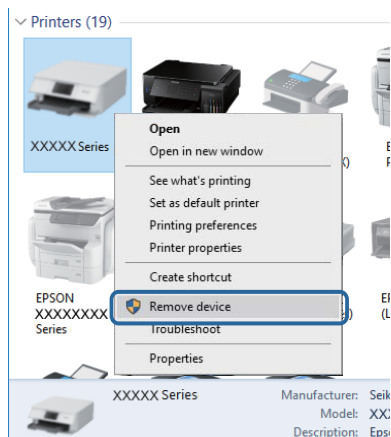 Printers (19)
XXXXX Series
Open
Open in new window
See what's printing
Set as default printer
Printing preferences
Printer properties
Create shortcut
Remove device
Troubleshoot
Properties
EPSON
XXXXXXXX
Series
XXXXX Series
Manufacturer:
Model:
Description: